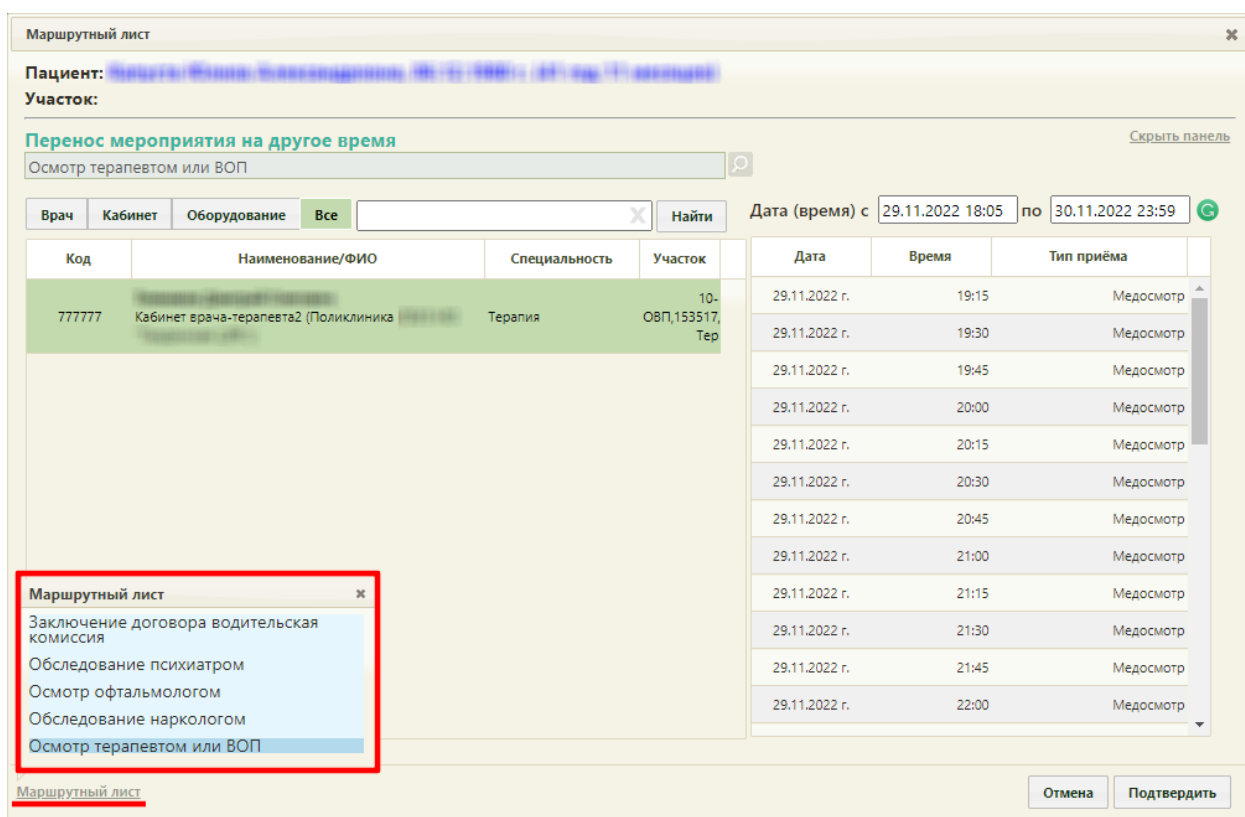 Маршрутный лист
Пациент:
Участок:
Перенос мероприятия на другое время
Скрыть панель
Осмотр терапевтом или ВОП
Врач Кабинет Оборудование Все Найти
Дата (время) с 29.11.2022 18:05 по 30.11.2022 23:59
Код Наименование/ФИО Специальность Участок
777777 Кабинет врача-терапевта2 (Поликлиника Терапия 10-
ОВП,153517,
Тер
Дата Время Тип приёма
29.11.2022 г. 19:15 Медосмотр
29.11.2022 г. 19:30 Медосмотр
29.11.2022 г. 19:45 Медосмотр
29.11.2022 г. 20:00 Медосмотр
29.11.2022 г. 20:15 Медосмотр
29.11.2022 г. 20:30 Медосмотр
29.11.2022 г. 20:45 Медосмотр
29.11.2022 г. 21:00 Медосмотр
29.11.2022 г. 21:15 Медосмотр
29.11.2022 г. 21:30 Медосмотр
29.11.2022 г. 21:45 Медосмотр
29.11.2022 г. 22:00 Медосмотр
Маршрутный лист
Заключение договора водительская
комиссия
Обследование психиатром
Осмотр офтальмологом
Обследование наркологом
Осмотр терапевтом или ВОП
Маршрутный лист
Отмена Подтвердить